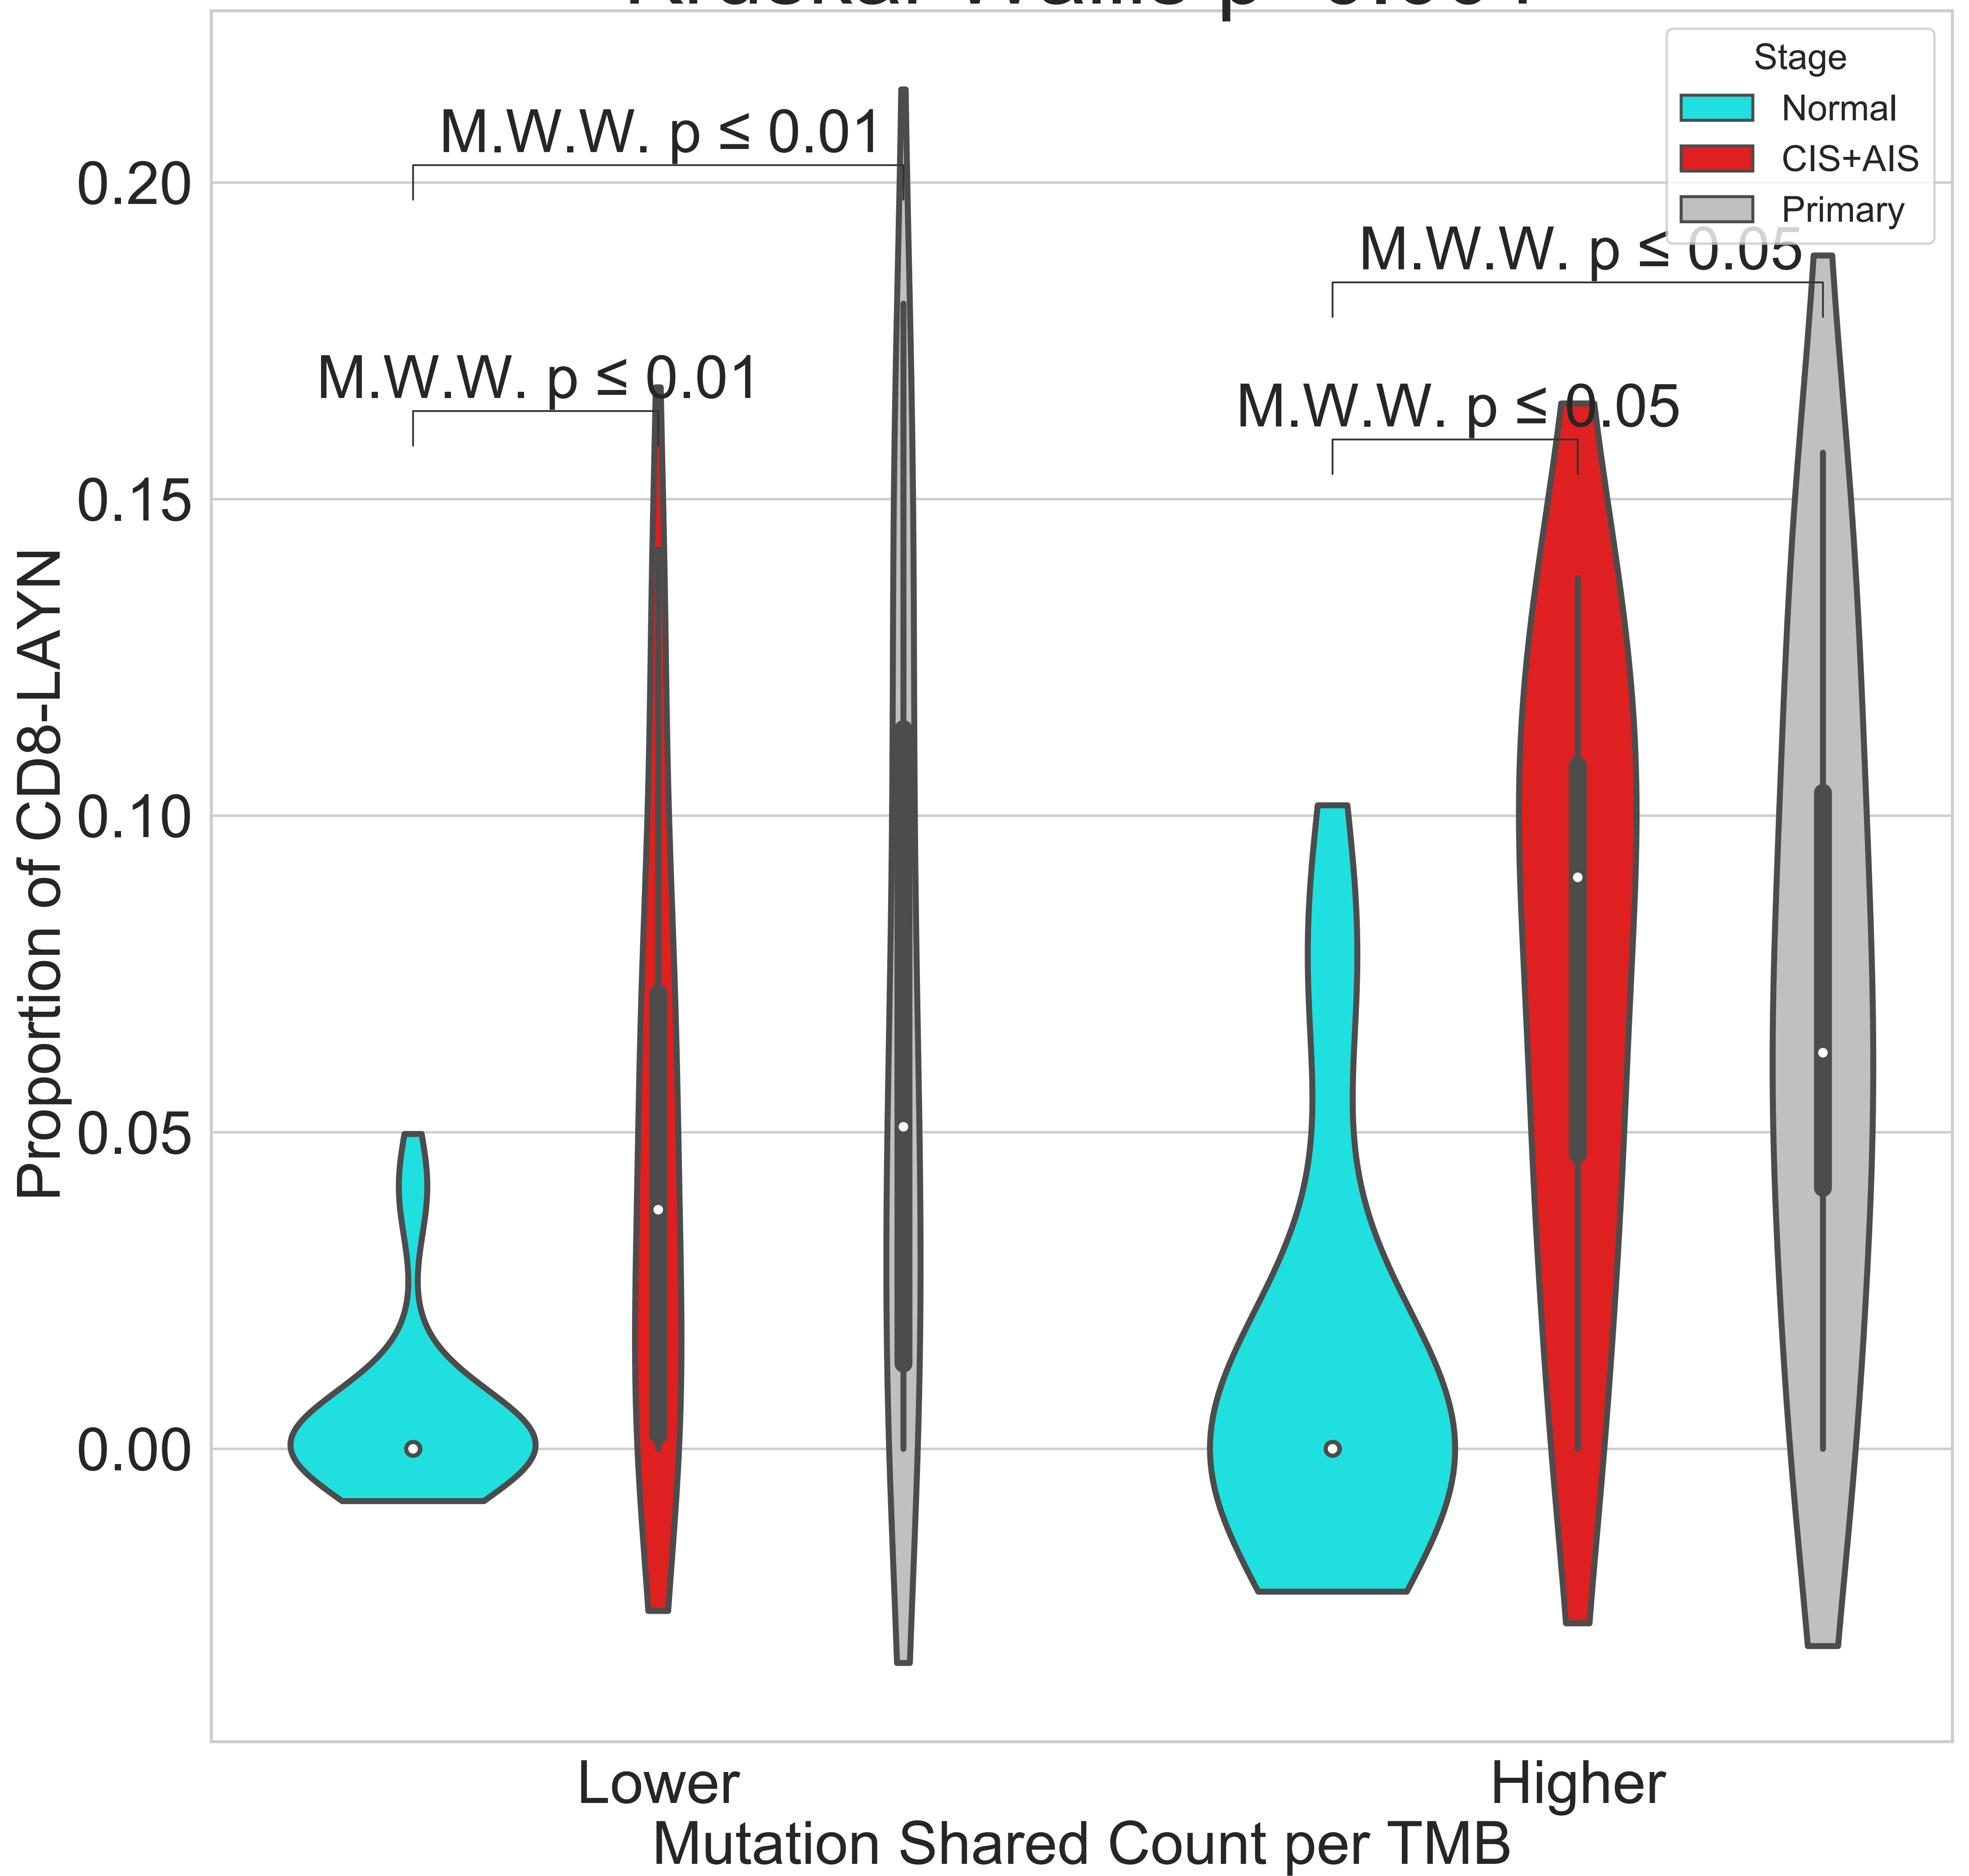 Stage
Normal
CIS+AIS
Primary
M.W.W. p ≤ 0.01
M.W.W. p ≤ 0.05
M.W.W. p ≤ 0.01
M.W.W. p ≤ 0.05
0.20
0.15
0.10
0.05
0.00
Proportion of CD8-LAYN
Lower
Higher
Mutation Shared Count per TMB